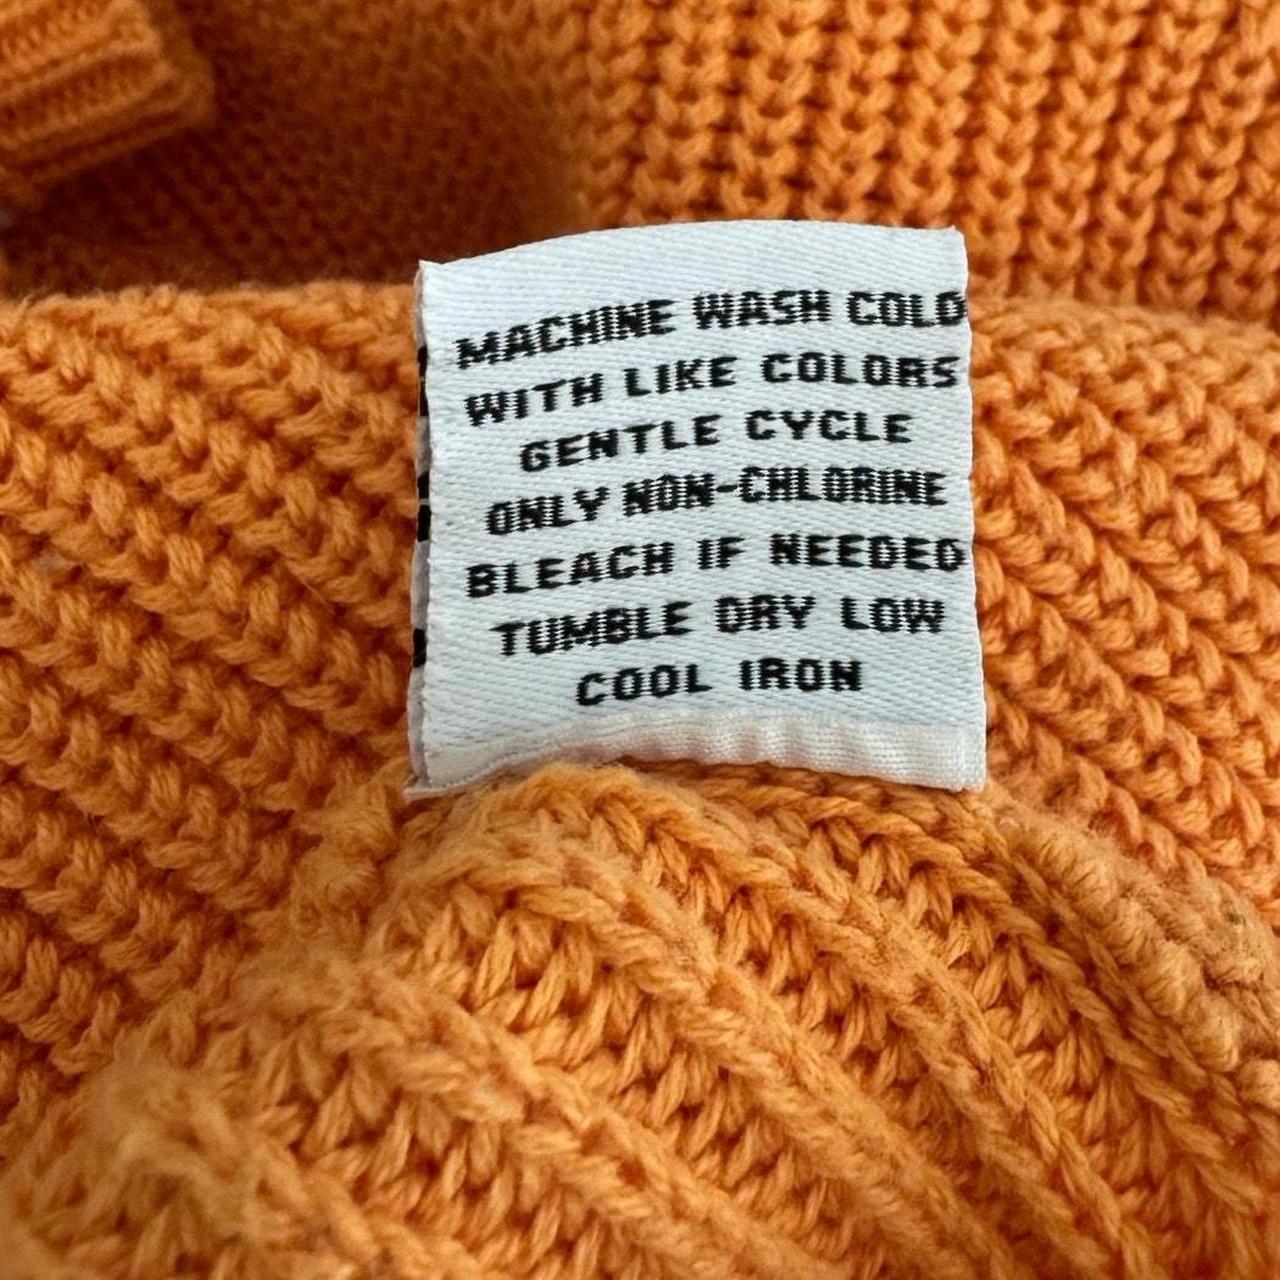 MACHINE WASH COLD
WITH LIKE COLORS
GENTLE CYCLE
ONLY NON-CHLORINE
BLEACH IF NEEDED
TUMBLE DRY LOW
COOL IRON